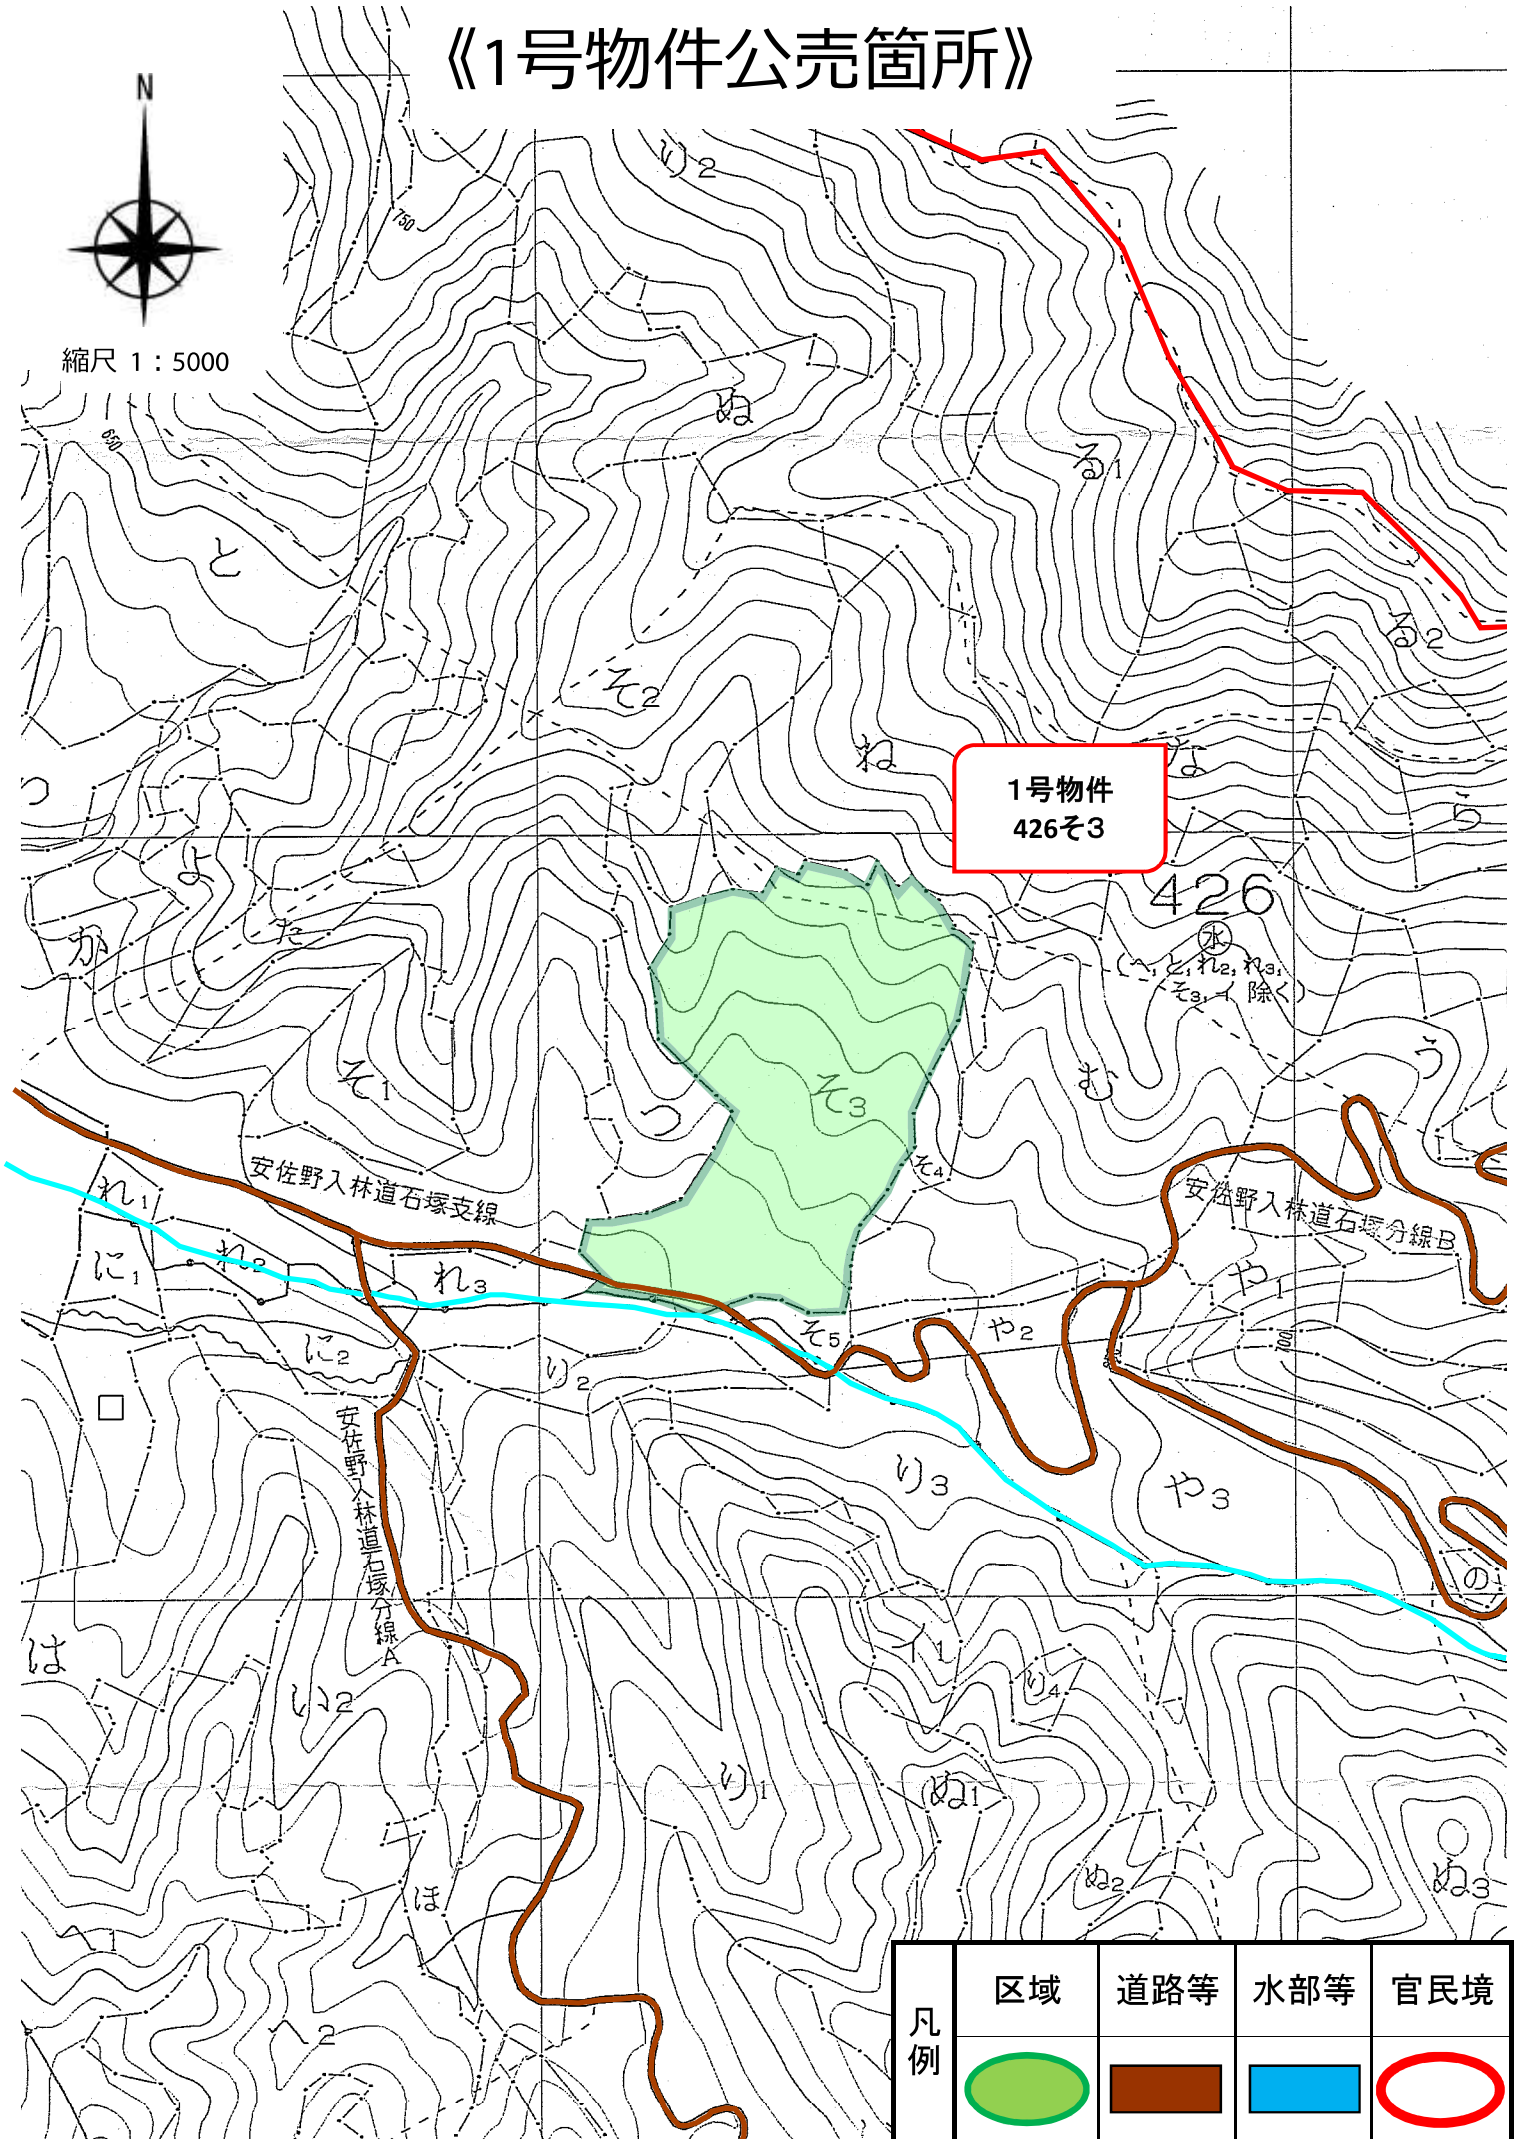 《1号物件公売箇所》
N
縮尺 1：5000
り2
750
650
ぬ
る1
と
る2
そ2
ね
な
つ
ら
1号物件
426そ3
よ
426
か
た
水
(へ,と,れ2,れ3,
そ3,イ 除く)
う
そ1
つ
そ3
む
そ4
安佐野入林道石塚支線
安佐野入林道石塚分線B
れ1
に1
れ2
れ3
や1
に2
そ5
や2
700
り2
安佐野入林道石塚分線A
り3
や3
の
は
イ1
い2
り4
り1
ぬ1
ぬ2
ぬ3
ほ
へ1
へ2
凡例
区域
道路等
水部等
官民境